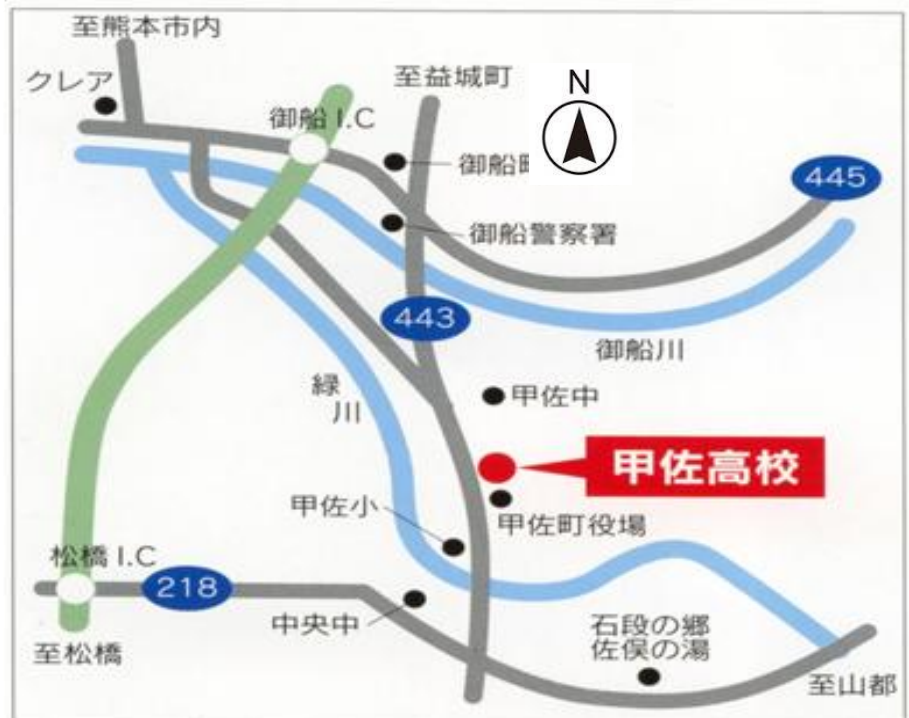 至熊本市内
クレア
至益城町
N
御船 I.C
御船
445
御船警察署
443
御船川
緑
川
甲佐中
甲佐高校
甲佐小
甲佐町役場
松橋 I.C
218
中央中
石段の郷
佐俣の湯
至松橋
至山都